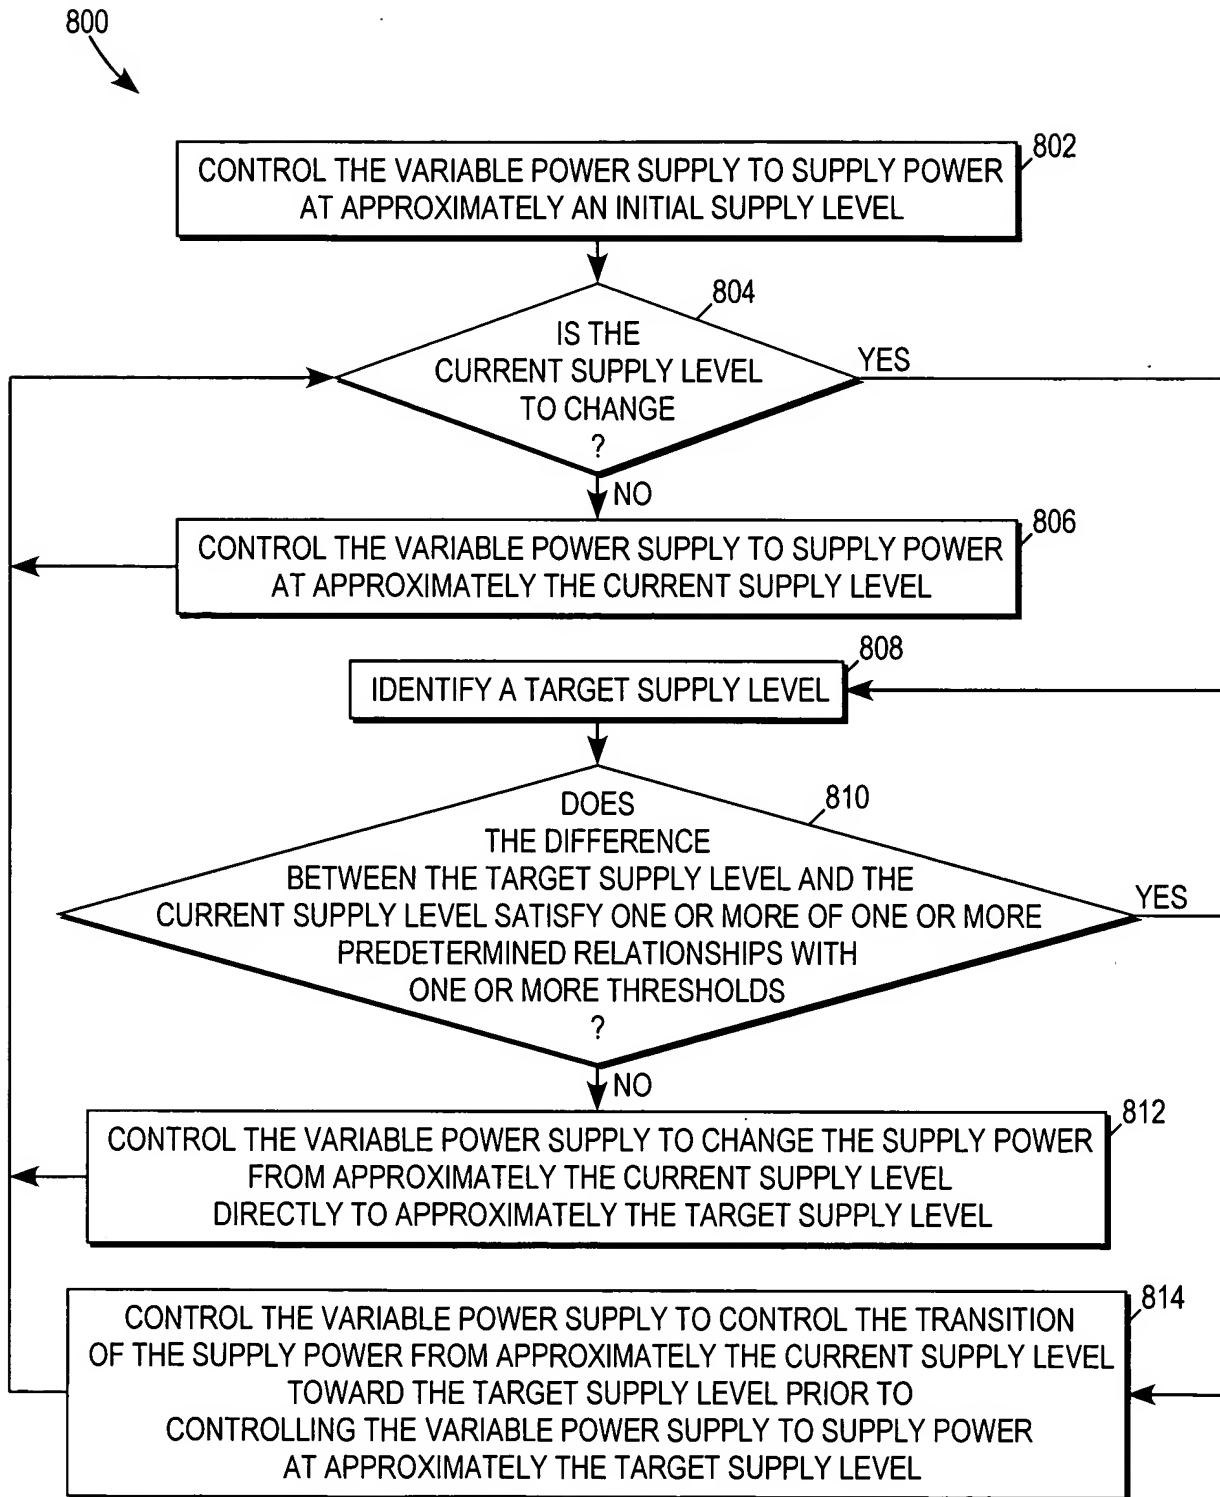 800
802
CONTROL THE VARIABLE POWER SUPPLY TO SUPPLY POWER
AT APPROXIMATELY AN INITIAL SUPPLY LEVEL
804
IS THE
CURRENT SUPPLY LEVEL
TO CHANGE
?
YES
NO
806
CONTROL THE VARIABLE POWER SUPPLY TO SUPPLY POWER
AT APPROXIMATELY THE CURRENT SUPPLY LEVEL
808
IDENTIFY A TARGET SUPPLY LEVEL
810
DOES
THE DIFFERENCE
BETWEEN THE TARGET SUPPLY LEVEL AND THE
CURRENT SUPPLY LEVEL SATISFY ONE OR MORE OF ONE OR MORE
PREDETERMINED RELATIONSHIPS WITH
ONE OR MORE THRESHOLDS
?
YES
NO
812
CONTROL THE VARIABLE POWER SUPPLY TO CHANGE THE SUPPLY POWER
FROM APPROXIMATELY THE CURRENT SUPPLY LEVEL
DIRECTLY TO APPROXIMATELY THE TARGET SUPPLY LEVEL
814
CONTROL THE VARIABLE POWER SUPPLY TO CONTROL THE TRANSITION
OF THE SUPPLY POWER FROM APPROXIMATELY THE CURRENT SUPPLY LEVEL
TOWARD THE TARGET SUPPLY LEVEL PRIOR TO
CONTROLLING THE VARIABLE POWER SUPPLY TO SUPPLY POWER
AT APPROXIMATELY THE TARGET SUPPLY LEVEL